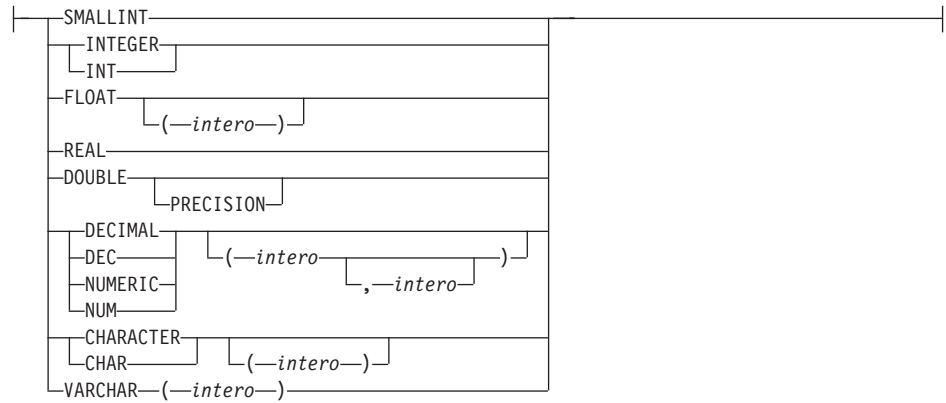 SMALLINT
INTEGER
INT
FLOAT
(intero)
REAL
DOUBLE
PRECISION
DECIMAL
DEC (intero )
NUMERIC ,intero
NUM
CHARACTER
CHAR (intero)
VARCHAR (intero)